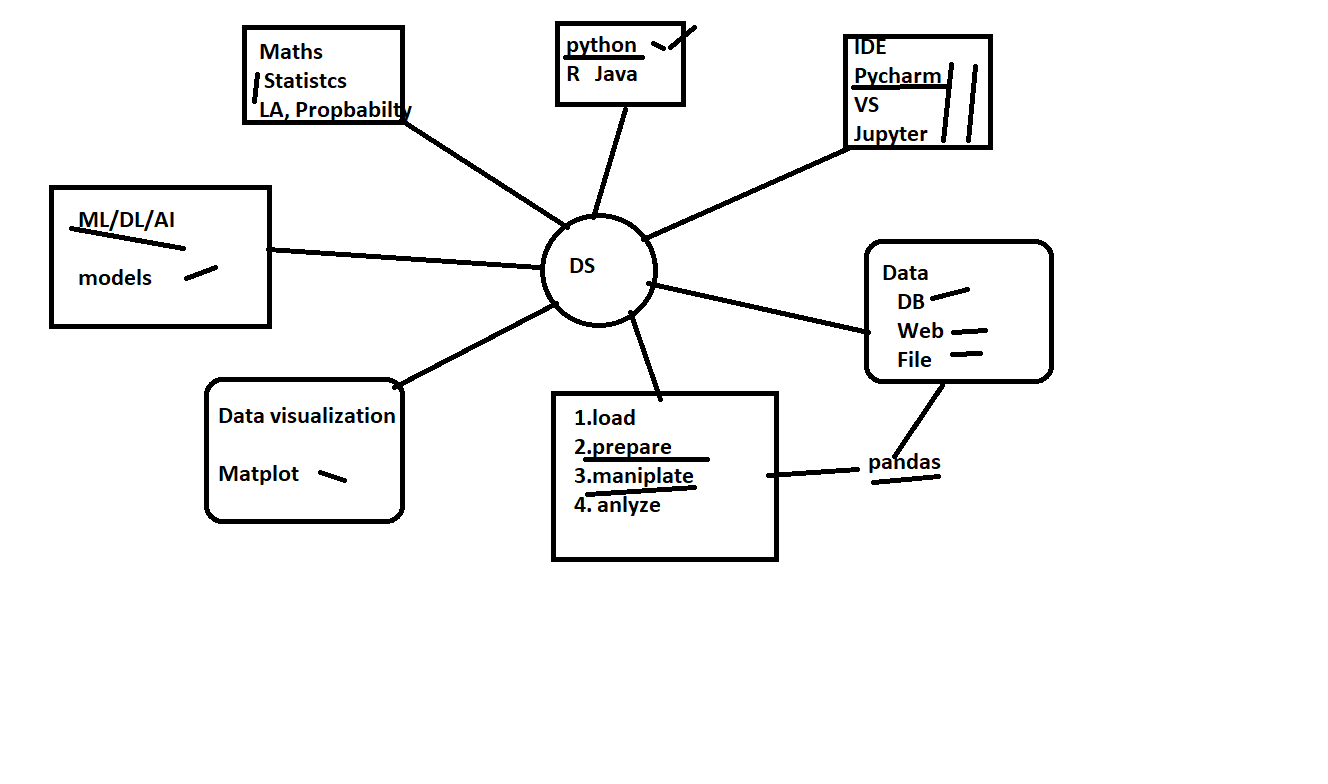 Maths
Statistcs
LA, Propbabilty
python
R Java
IDE
Pycharm
VS
Jupyter
ML/DL/AI
models
DS
Data
DB
Web
File
Data visualization
Matplot
1.load
2.prepare
3.maniplate
4. anlyze
pandas